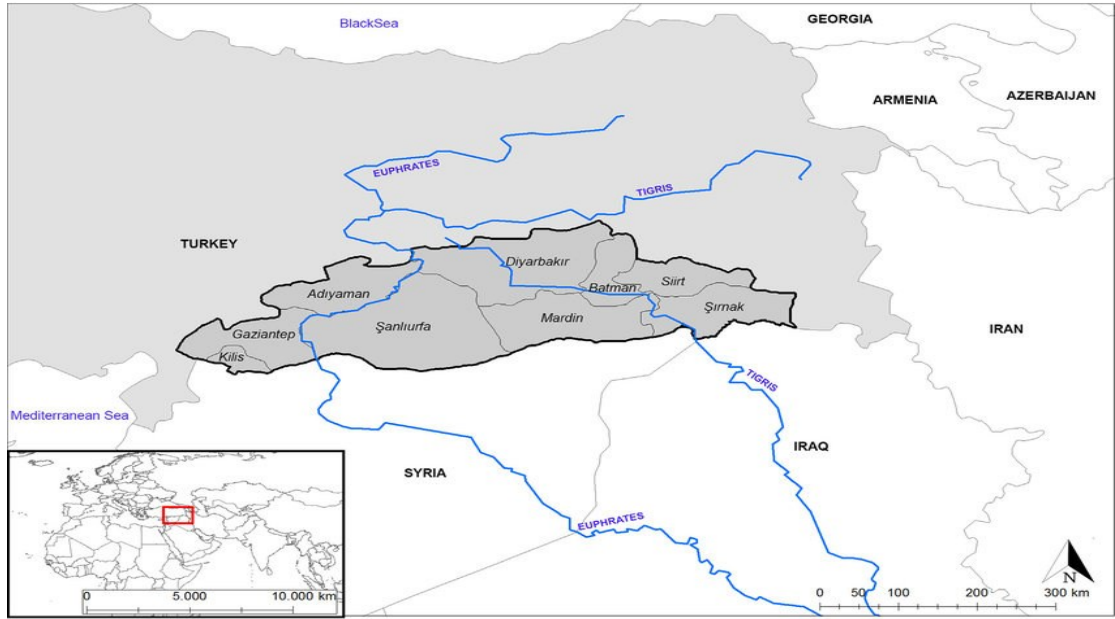 BlackSea
GEORGIA
ARMENIA
AZERBAIJAN
EUPHRATES
TIGRIS
TURKEY
Diyarbakır
Batman
Siirt
Adıyaman
Şırnak
Şanlıurfa
Mardin
Gaziantep
Kilis
IRAN
TIGRIS
Mediterranean Sea
SYRIA
IRAQ
EUPHRATES
N
0 5.000 10.000 km
0 50 100 200 300 km